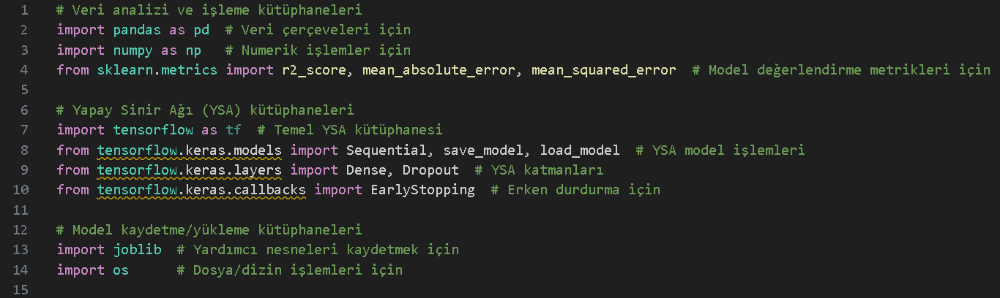 1 # Veri analizi ve işleme kütüphaneleri
2 import pandas as pd  # Veri çerçeveleri için
3 import numpy as np   # Numerik işlemler için
4 from sklearn.metrics import r2_score, mean_absolute_error, mean_squared_error  # Model değerlendirme metrikleri için
5
6 # Yapay Sinir Ağı (YSA) kütüphaneleri
7 import tensorflow as tf  # Temel YSA kütüphanesi
8 from tensorflow.keras.models import Sequential, save_model, load_model  # YSA model işlemleri
9 from tensorflow.keras.layers import Dense, Dropout  # YSA katmanları
10 from tensorflow.keras.callbacks import EarlyStopping  # Erken durdurma için
11
12 # Model kaydetme/yükleme kütüphaneleri
13 import joblib  # Yardımcı nesneleri kaydetmek için
14 import os      # Dosya/dizin işlemleri için
15